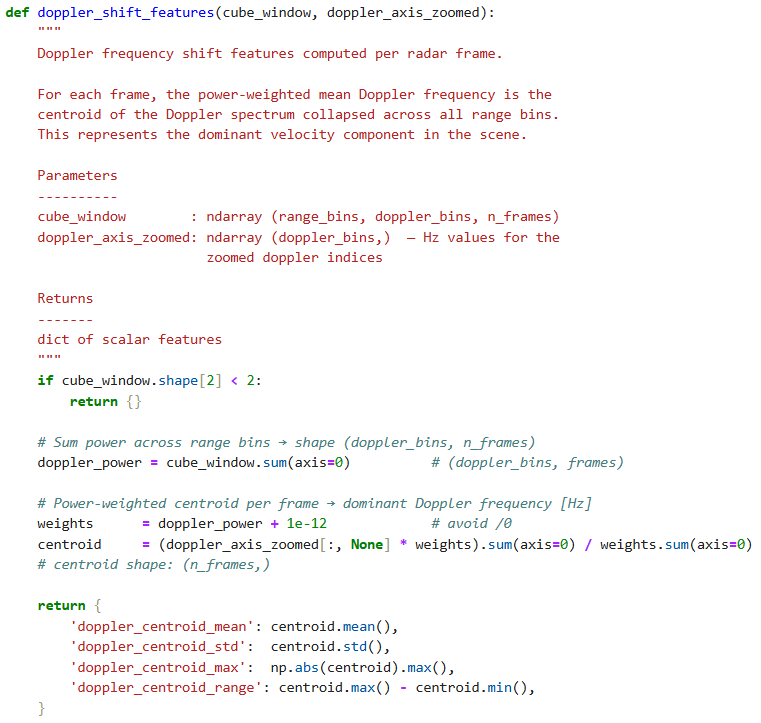 def doppler_shift_features(cube_window, doppler_axis_zoomed):
    """
    Doppler frequency shift features computed per radar frame.

    For each frame, the power-weighted mean Doppler frequency is the
    centroid of the Doppler spectrum collapsed across all range bins.
    This represents the dominant velocity component in the scene.

    Parameters
    ----------
    cube_window        : ndarray (range_bins, doppler_bins, n_frames)
    doppler_axis_zoomed: ndarray (doppler_bins,)  — Hz values for the
                         zoomed doppler indices

    Returns
    -------
    dict of scalar features
    """
    if cube_window.shape[2] < 2:
        return {}

    # Sum power across range bins → shape (doppler_bins, n_frames)
    doppler_power = cube_window.sum(axis=0)          # (doppler_bins, frames)

    # Power-weighted centroid per frame → dominant Doppler frequency [Hz]
    weights      = doppler_power + 1e-12             # avoid /0
    centroid     = (doppler_axis_zoomed[:, None] * weights).sum(axis=0) / weights.sum(axis=0)
    # centroid shape: (n_frames,)

    return {
        'doppler_centroid_mean': centroid.mean(),
        'doppler_centroid_std':  centroid.std(),
        'doppler_centroid_max':  np.abs(centroid).max(),
        'doppler_centroid_range': centroid.max() - centroid.min(),
    }